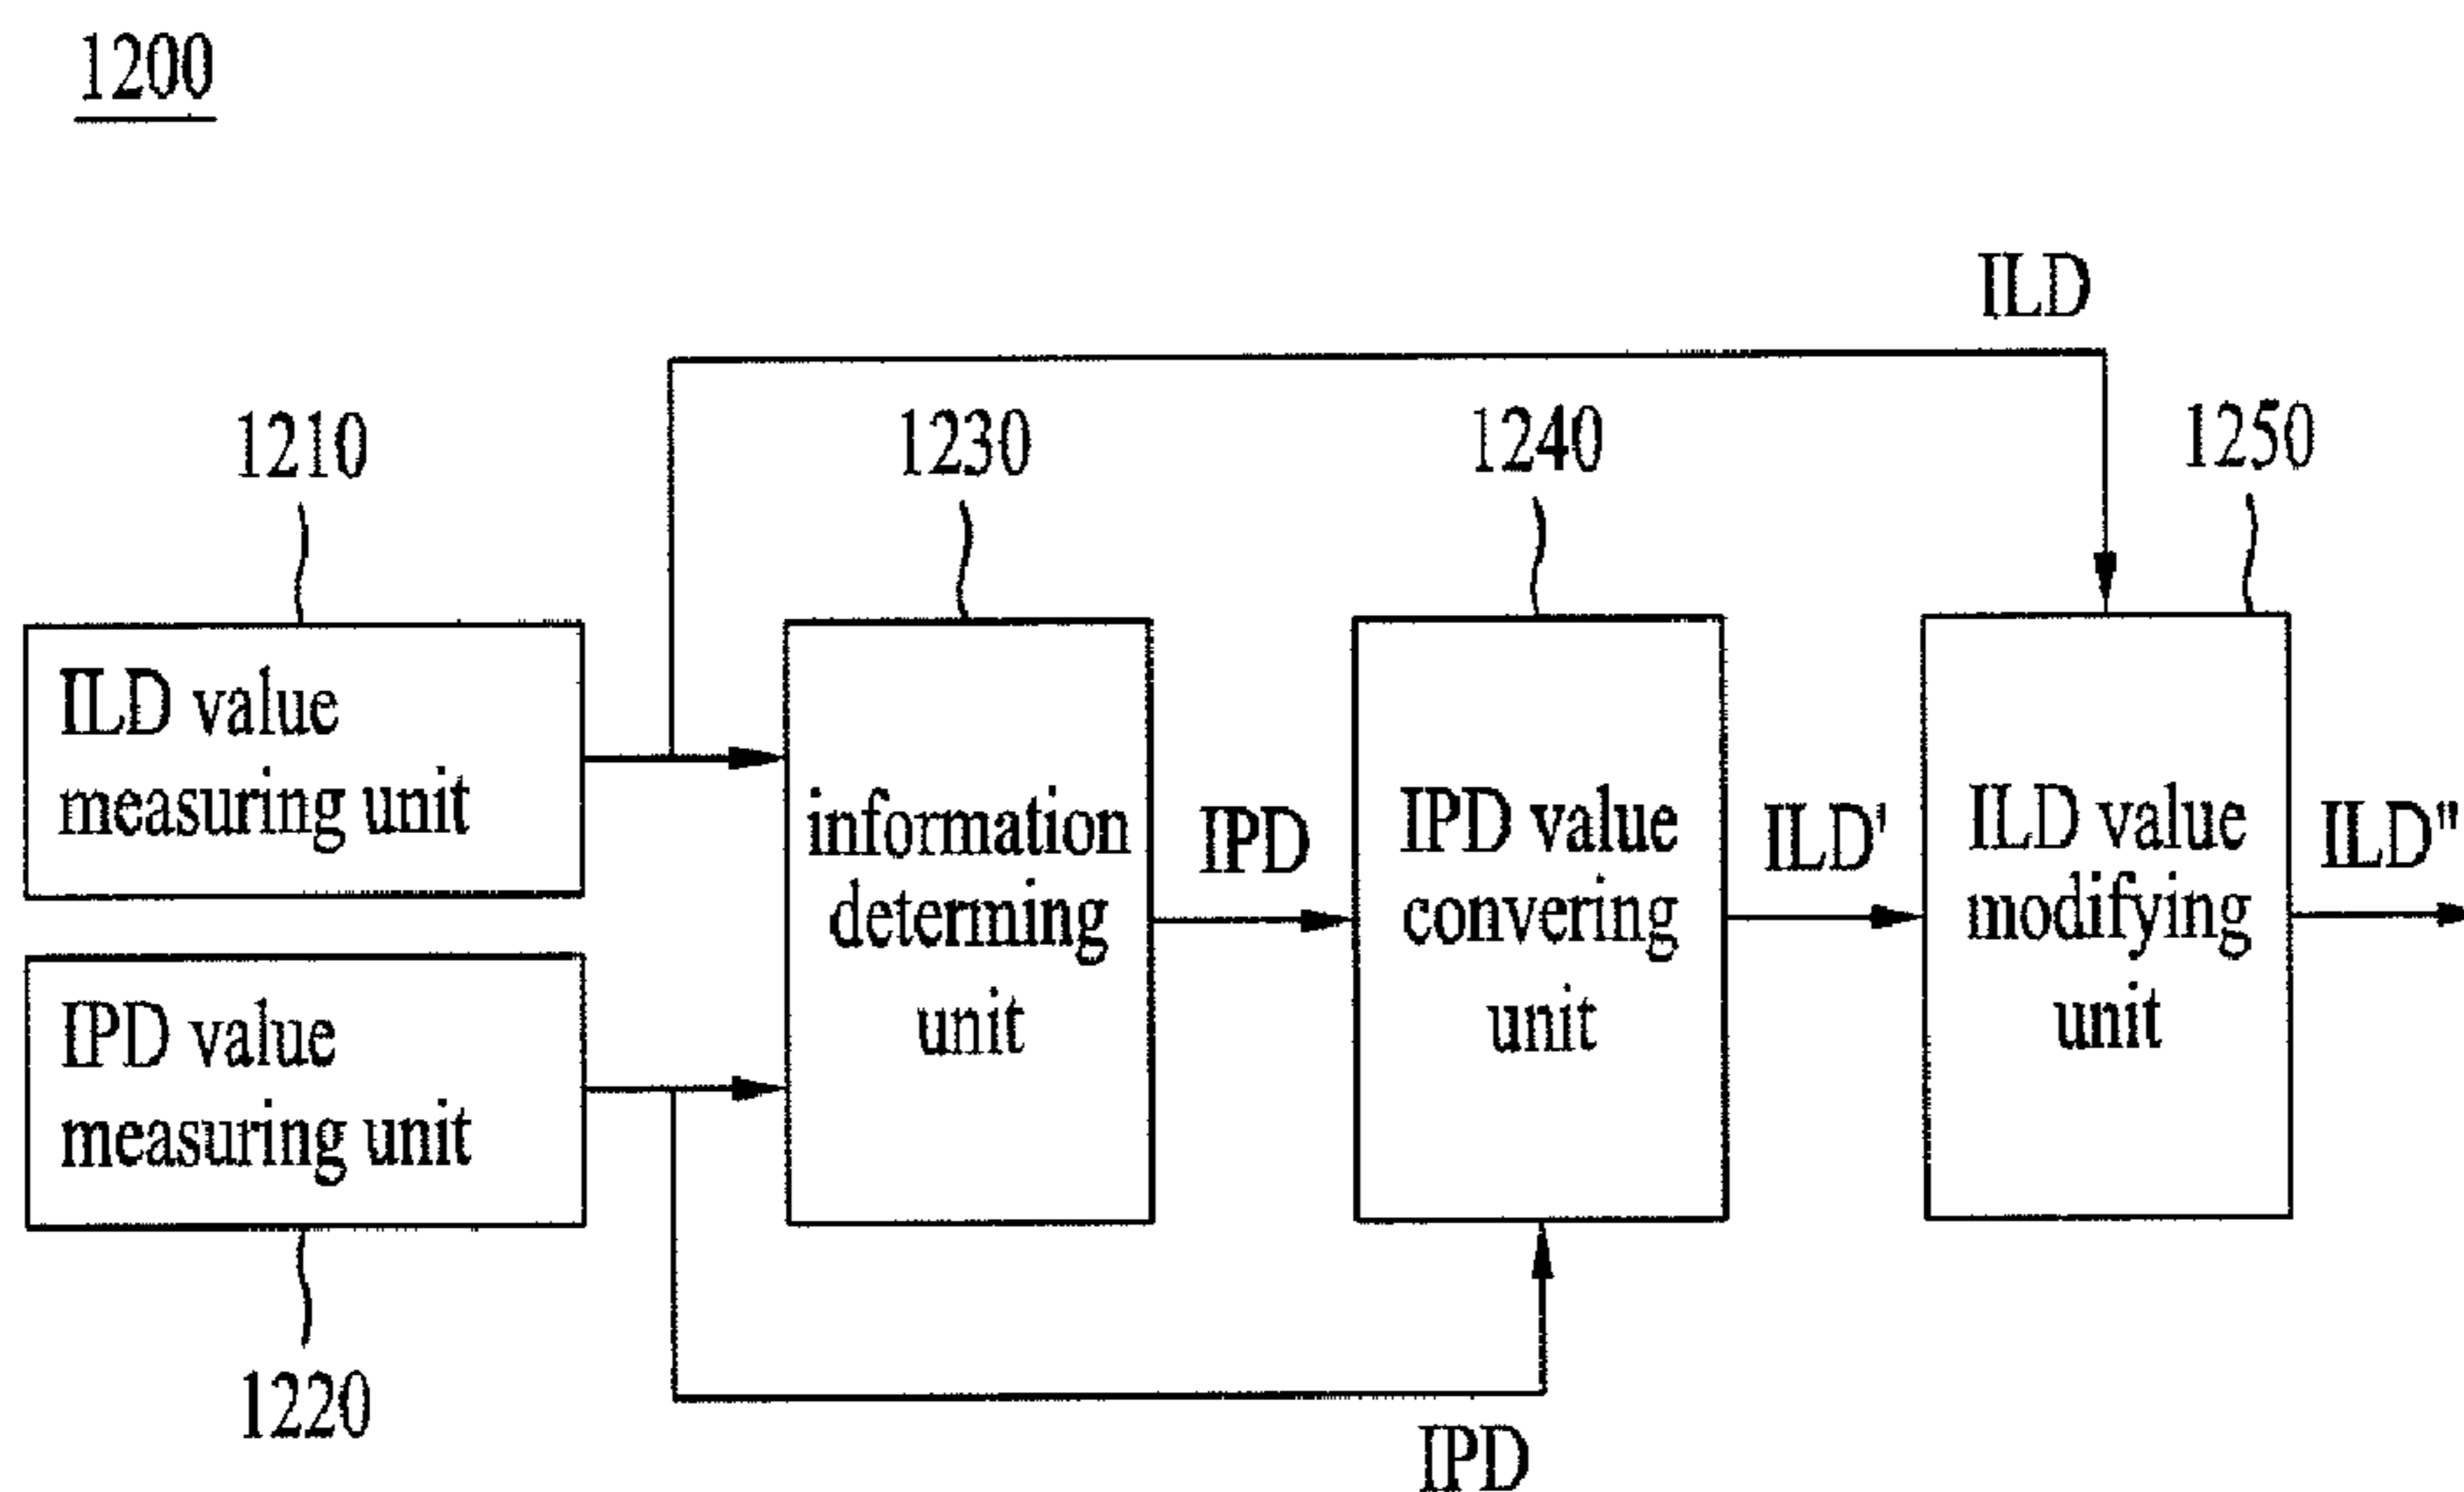 1200
ILD
1210
1230
1240
1250
ILD value
measuring unit
information
determing
unit
IPD
IPD value
convering
unit
ILD'
ILD value
modifying
unit
ILD"
IPD value
measuring unit
1220
IPD